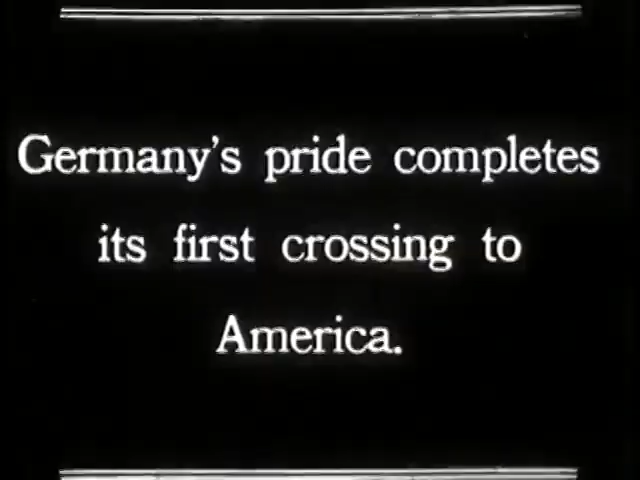 Germany's pride completes
its first crossing to
America.